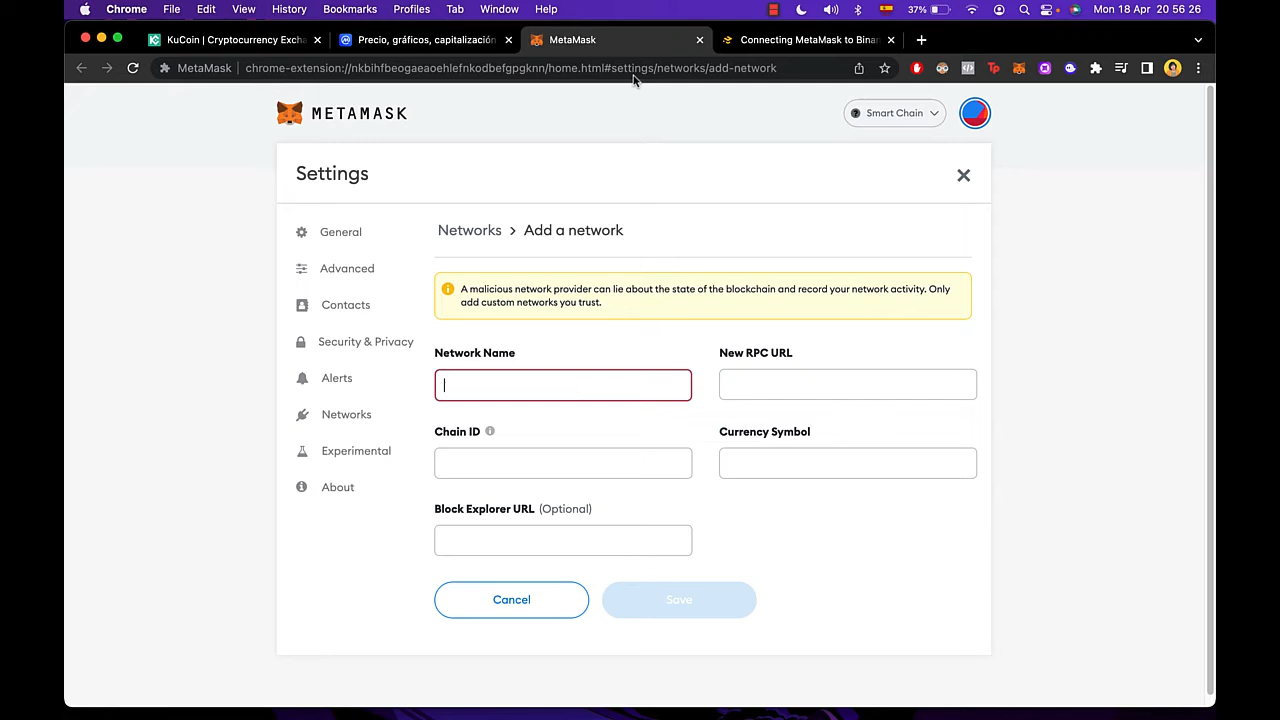 Chrome File Edit View History Bookmarks Profiles Tab Window Help 37% Mon 18 Apr 20 56 26
KuCoin | Cryptocurrency Excha Precio, gráficos, capitalización MetaMask Connecting MetaMask to Binan
MetaMask chrome-extension://nkbihfbeogaeaoehlefnkodbefgpgknn/home.html#settings/networks/add-network
METAMASK
Smart Chain
Settings
General
Advanced
Contacts
Security & Privacy
Alerts
Networks
Experimental
About
Networks > Add a network
A malicious network provider can lie about the state of the blockchain and record your network activity. Only
add custom networks you trust.
Network Name
New RPC URL
Chain ID
Currency Symbol
Block Explorer URL (Optional)
Cancel
Save